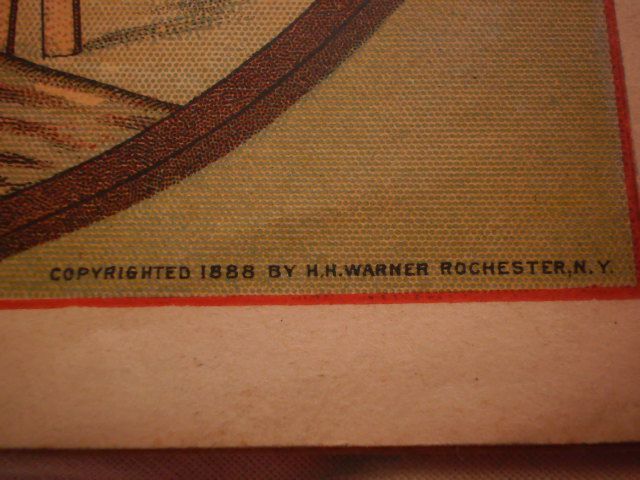 COPYRIGHTED 1888 BY H.H.WARNER ROCHESTER, N.Y.